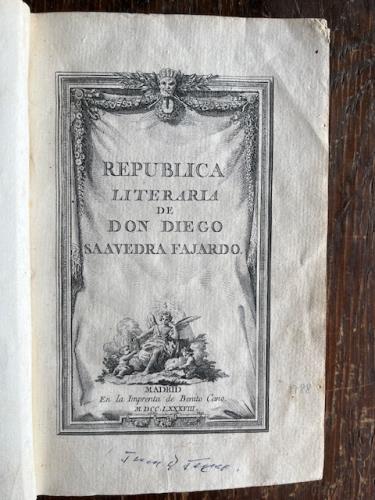 REPUBLICA
LITERARIA
DE
DON DIEGO
SAAVEDRA FAJARDO.
MADRID
En la Imprenta de Benito Cano
M.DCC.LXXXVIII.